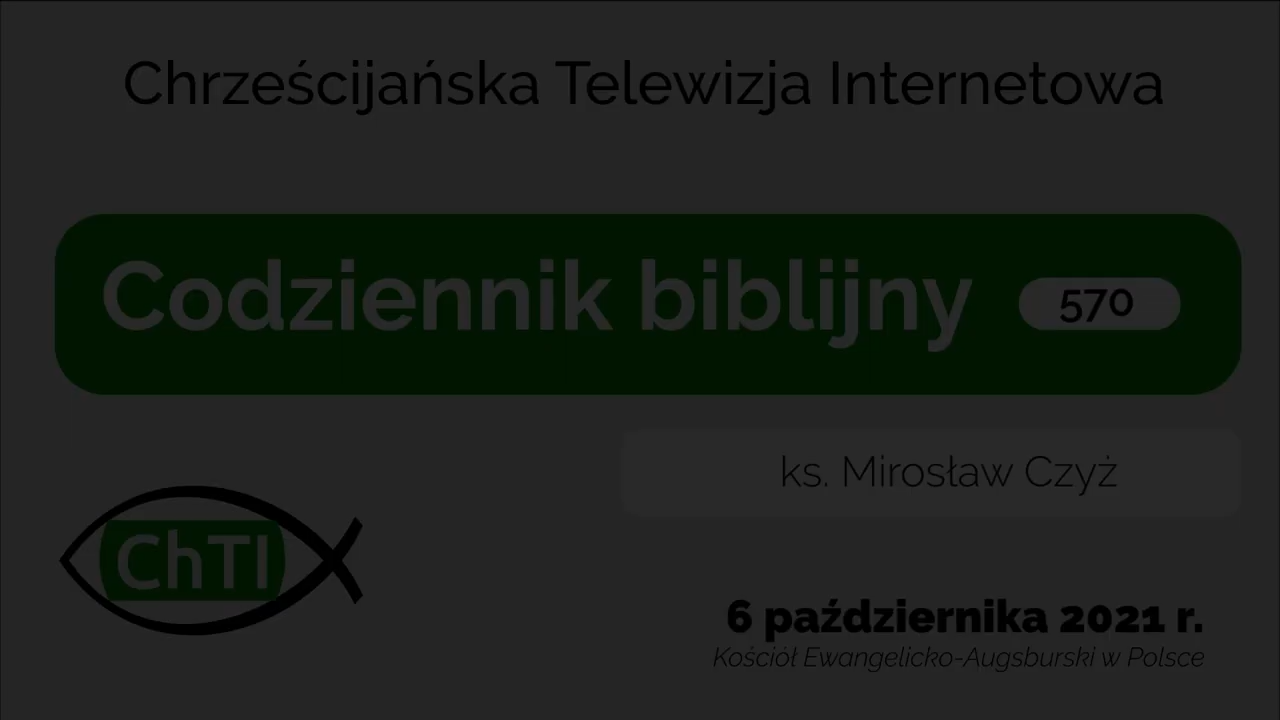 Chrześcijańska Telewizja Internetowa
Codziennik biblijny 570
ks. Mirosław Czyż
ChTI
6 października 2021 r.
Kościół Ewangelicko-Augsburski w Polsce